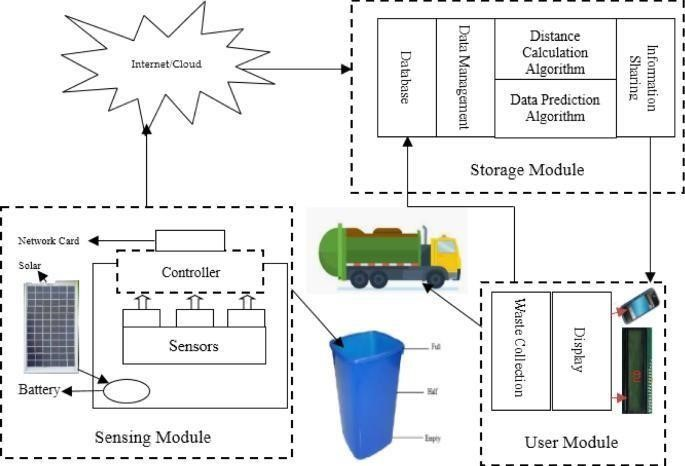 Internet/Cloud
Database
Data Management
Distance
Calculation
Algorithm
Data Prediction
Algorithm
Information
Sharing
Storage Module
Network Card
Solar
Controller
Sensors
Battery
Sensing Module
Full
Half
Empty
Waste Collection
Display
User Module